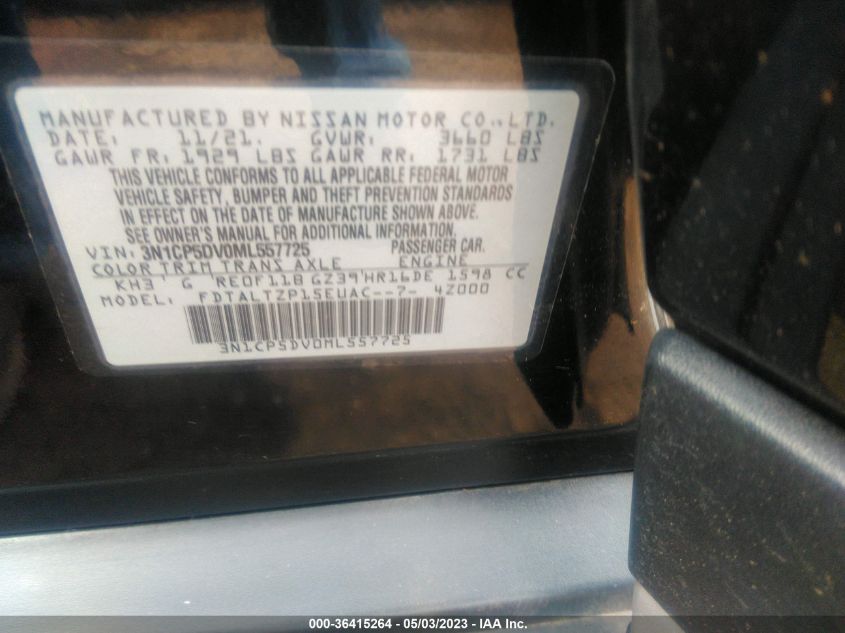 MANUFACTURED BY NISSAN MOTOR CO.,LTD.
DATE: 11/21. GVWR: 3660 LBS
GAWR FR: 1929 LBS GAWR RR: 1731 LBS
THIS VEHICLE CONFORMS TO ALL APPLICABLE FEDERAL MOTOR
VEHICLE SAFETY, BUMPER AND THEFT PREVENTION STANDARDS
IN EFFECT ON THE DATE OF MANUFACTURE SHOWN ABOVE.
SEE OWNER'S MANUAL FOR ADDITIONAL INFORMATION.
VIN: 3N1CP5DV0ML557725 PASSENGER CAR.
COLOR TRIM TRANS AXLE ENGINE
KH3 G RE0F11B GZ39 HR16DE 1598 CC
MODEL: FDTALTZP15EUAC--7- 4Z000
3N1CP5DV0ML557725
000-36415264 - 05/03/2023 - IAA Inc.